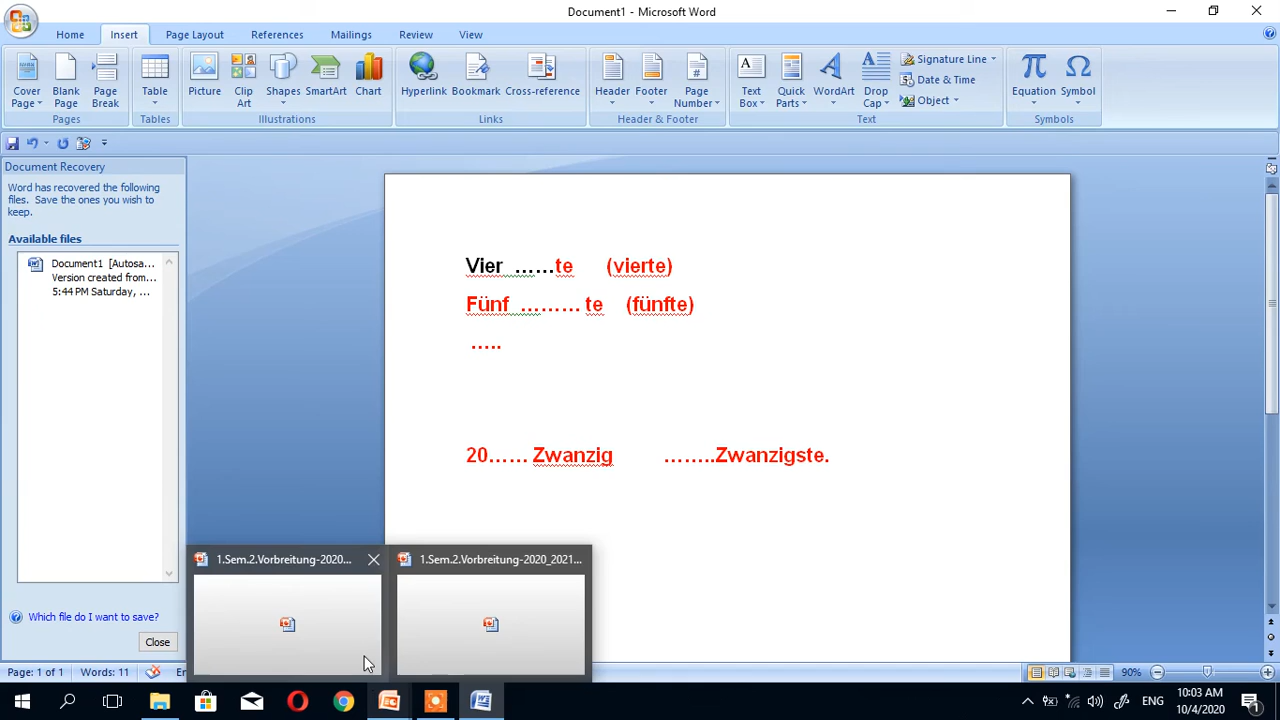 Document1 - Microsoft Word
Home Insert Page Layout References Mailings Review View
Cover Page Blank Page Page Break Table Picture Clip Art Shapes SmartArt Chart Hyperlink Bookmark Cross-reference Header Footer Page Number Text Box Quick Parts WordArt Drop Cap Signature Line Date & Time Object Equation Symbol
Pages Tables Illustrations Links Header & Footer Text Symbols
Document Recovery
Word has recovered the following
files. Save the ones you wish to
keep.
Available files
Document1 [Autosa...
Version created from...
5:44 PM Saturday, ...
Which file do I want to save?
Close
Vier ……te (vierte)
Fünf ……… te (fünfte)
…..
20…… Zwanzig ……..Zwanzigste.
1.Sem.2.Vorbreitung-2020... 1.Sem.2.Vorbreitung-2020_2021...
Page: 1 of 1 Words: 11 90%
ENG 10:03 AM
10/4/2020
1